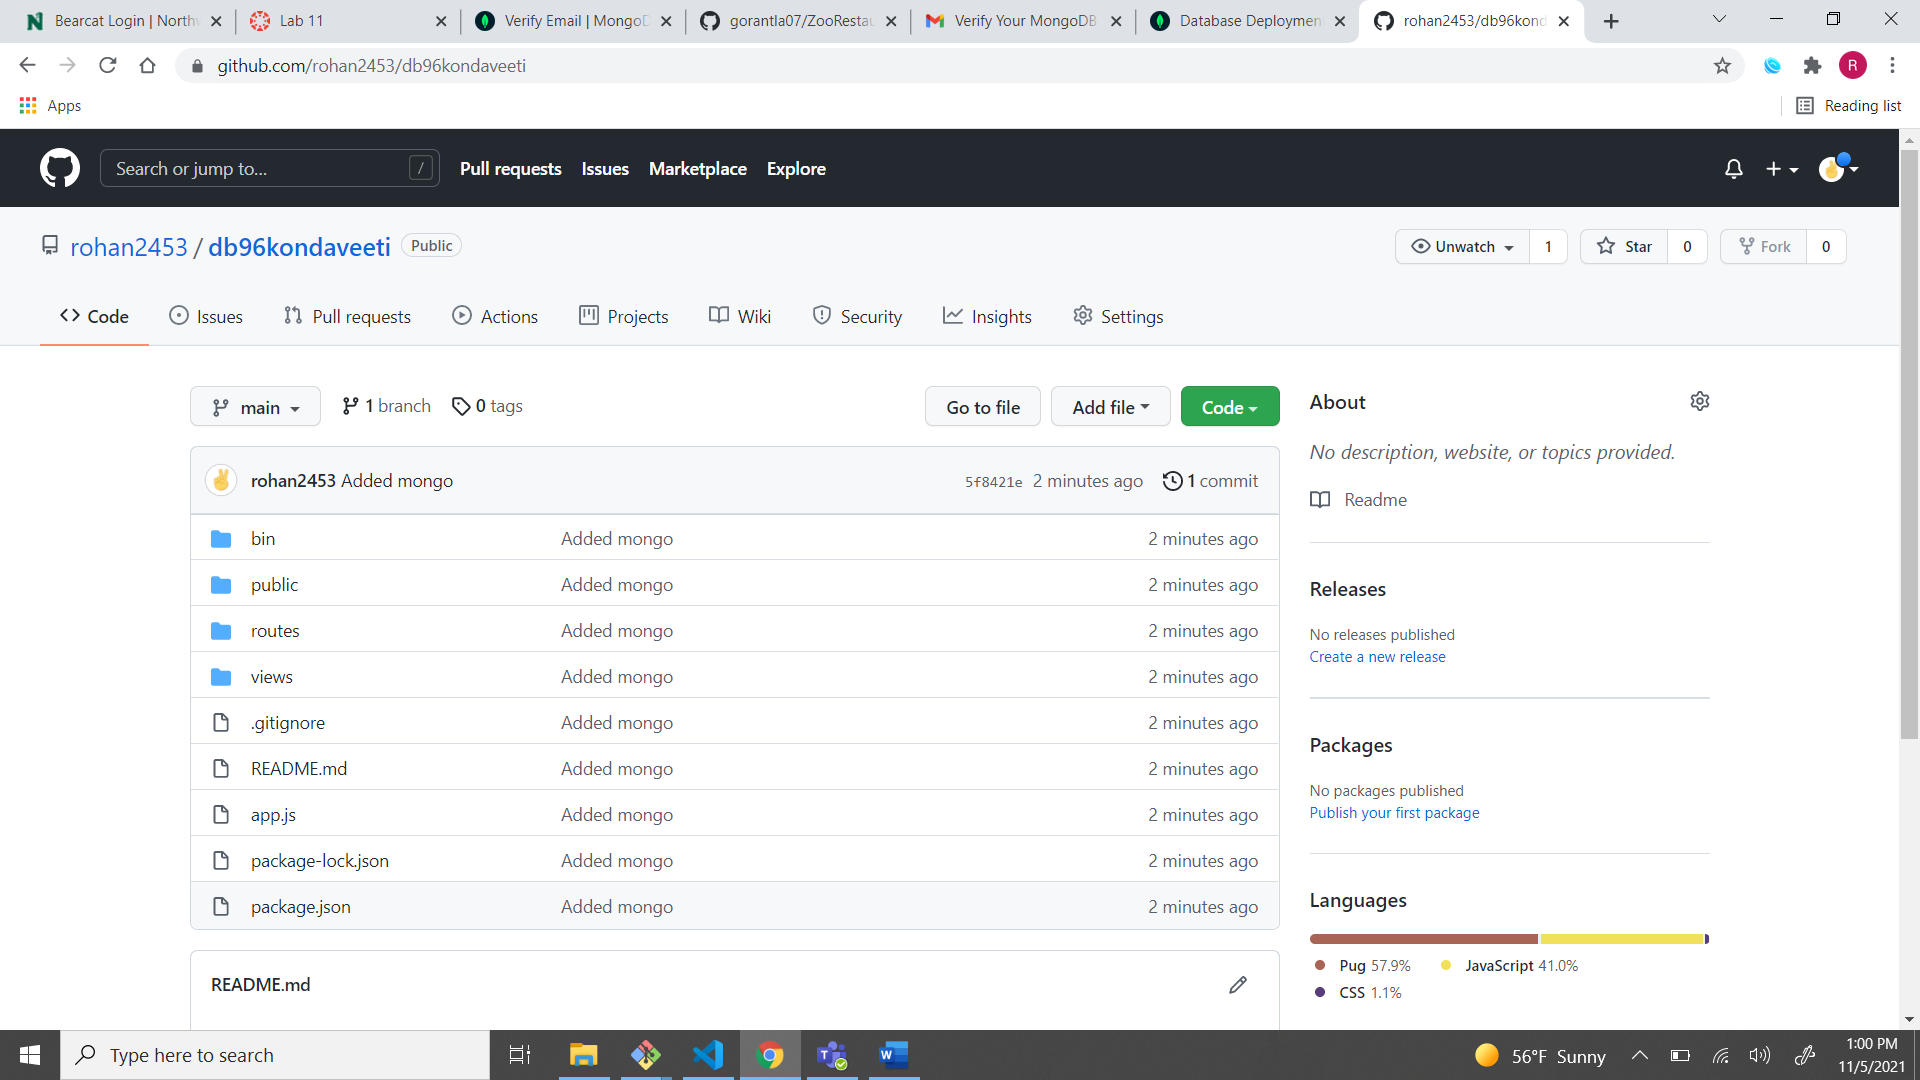 Bearcat Login | Northw
Lab 11
Verify Email | MongoD
gorantla07/ZooRestau
Verify Your MongoDB
Database Deploymen
rohan2453/db96kond
github.com/rohan2453/db96kondaveeti
R
Apps
Reading list
Search or jump to...
/
Pull requests
Issues
Marketplace
Explore
rohan2453 / db96kondaveeti
Public
Unwatch 1
Star 0
Fork 0
Code
Issues
Pull requests
Actions
Projects
Wiki
Security
Insights
Settings
main
1 branch
0 tags
Go to file
Add file
Code
rohan2453 Added mongo
5f8421e 2 minutes ago
1 commit
bin Added mongo 2 minutes ago
public Added mongo 2 minutes ago
routes Added mongo 2 minutes ago
views Added mongo 2 minutes ago
.gitignore Added mongo 2 minutes ago
README.md Added mongo 2 minutes ago
app.js Added mongo 2 minutes ago
package-lock.json Added mongo 2 minutes ago
package.json Added mongo 2 minutes ago
README.md
About
No description, website, or topics provided.
Readme
Releases
No releases published
Create a new release
Packages
No packages published
Publish your first package
Languages
Pug 57.9% JavaScript 41.0%
CSS 1.1%
Type here to search
56°F Sunny
1:00 PM
11/5/2021